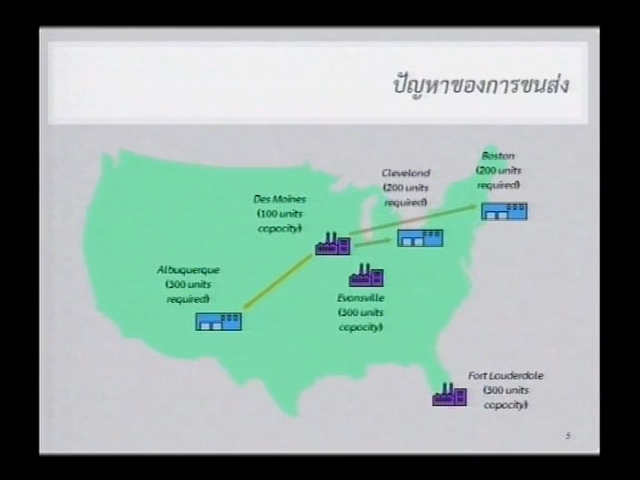 ปัญหาของการขนส่ง
Boston
(200 units
required)
Cleveland
(200 units
required)
Des Moines
(100 units
capacity)
Albuquerque
(300 units
required)
Evansville
(300 units
capacity)
Fort Lauderdale
(300 units
capacity)
5